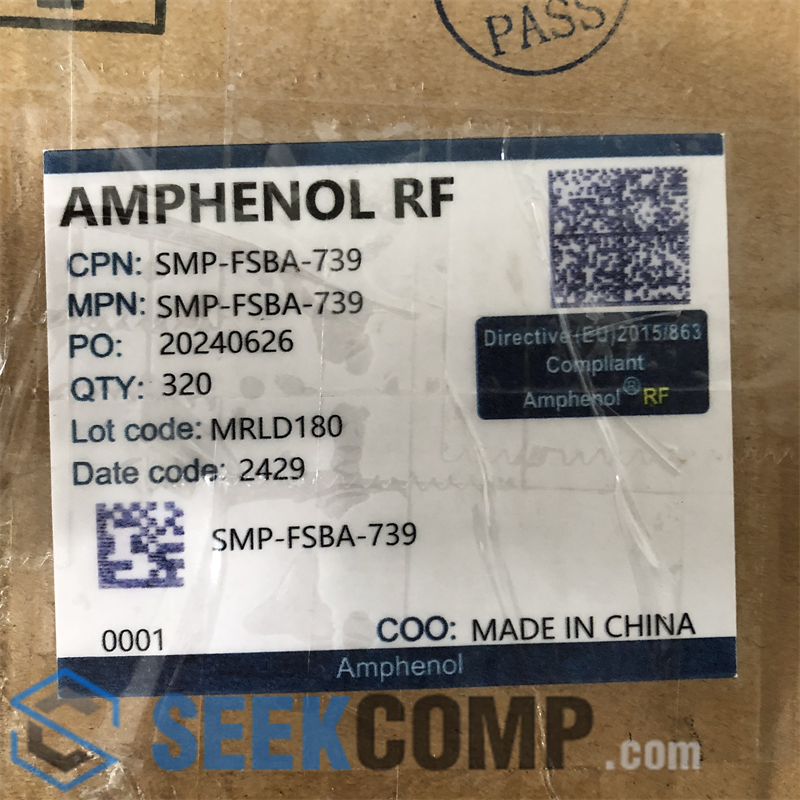 PASS
AMPHENOL RF
CPN: SMP-FSBA-739
MPN: SMP-FSBA-739
PO: 20240626
QTY: 320
Lot code: MRLD180
Date code: 2429
Directive (EU)2015/863
Compliant
Amphenol® RF
SMP-FSBA-739
0001
COO: MADE IN CHINA
Amphenol
SEEKCOMP.com